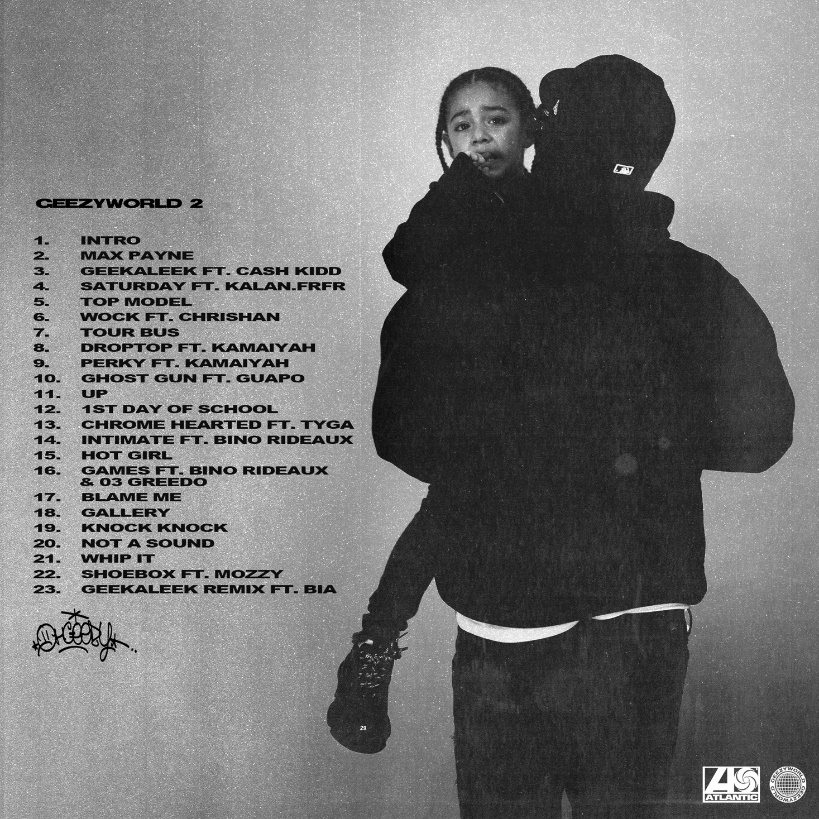 GEEZYWORLD 2
1. INTRO
2. MAX PAYNE
3. GEEKALEEK FT. CASH KIDD
4. SATURDAY FT. KALAN.FRFR
5. TOP MODEL
6. WOCK FT. CHRISHAN
7. TOUR BUS
8. DROPTOP FT. KAMAIYAH
9. PERKY FT. KAMAIYAH
10. GHOST GUN FT. GUAPO
11. UP
12. 1ST DAY OF SCHOOL
13. CHROME HEARTED FT. TYGA
14. INTIMATE FT. BINO RIDEAUX
15. HOT GIRL
16. GAMES FT. BINO RIDEAUX
& 03 GREEDO
17. BLAME ME
18. GALLERY
19. KNOCK KNOCK
20. NOT A SOUND
21. WHIP IT
22. SHOEBOX FT. MOZZY
23. GEEKALEEK REMIX FT. BIA
23
ATLANTIC
GEEZYWORLD GEEZYWORLD